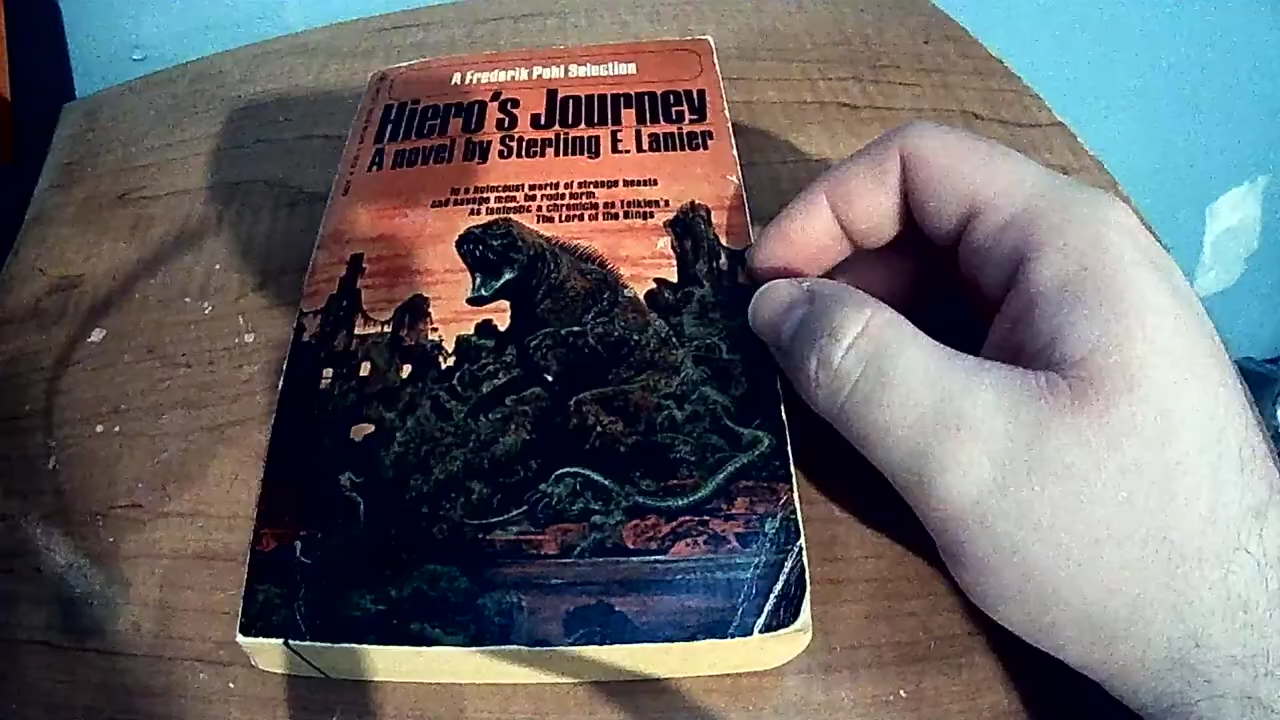 A Frederik Pohl Selection
Hiero's Journey
A novel by Sterling E. Lanier
In a holocaust world of strange beasts
and savage men, he rode forth.
As fantastic a chronicle as Tolkien's
The Lord of the Rings